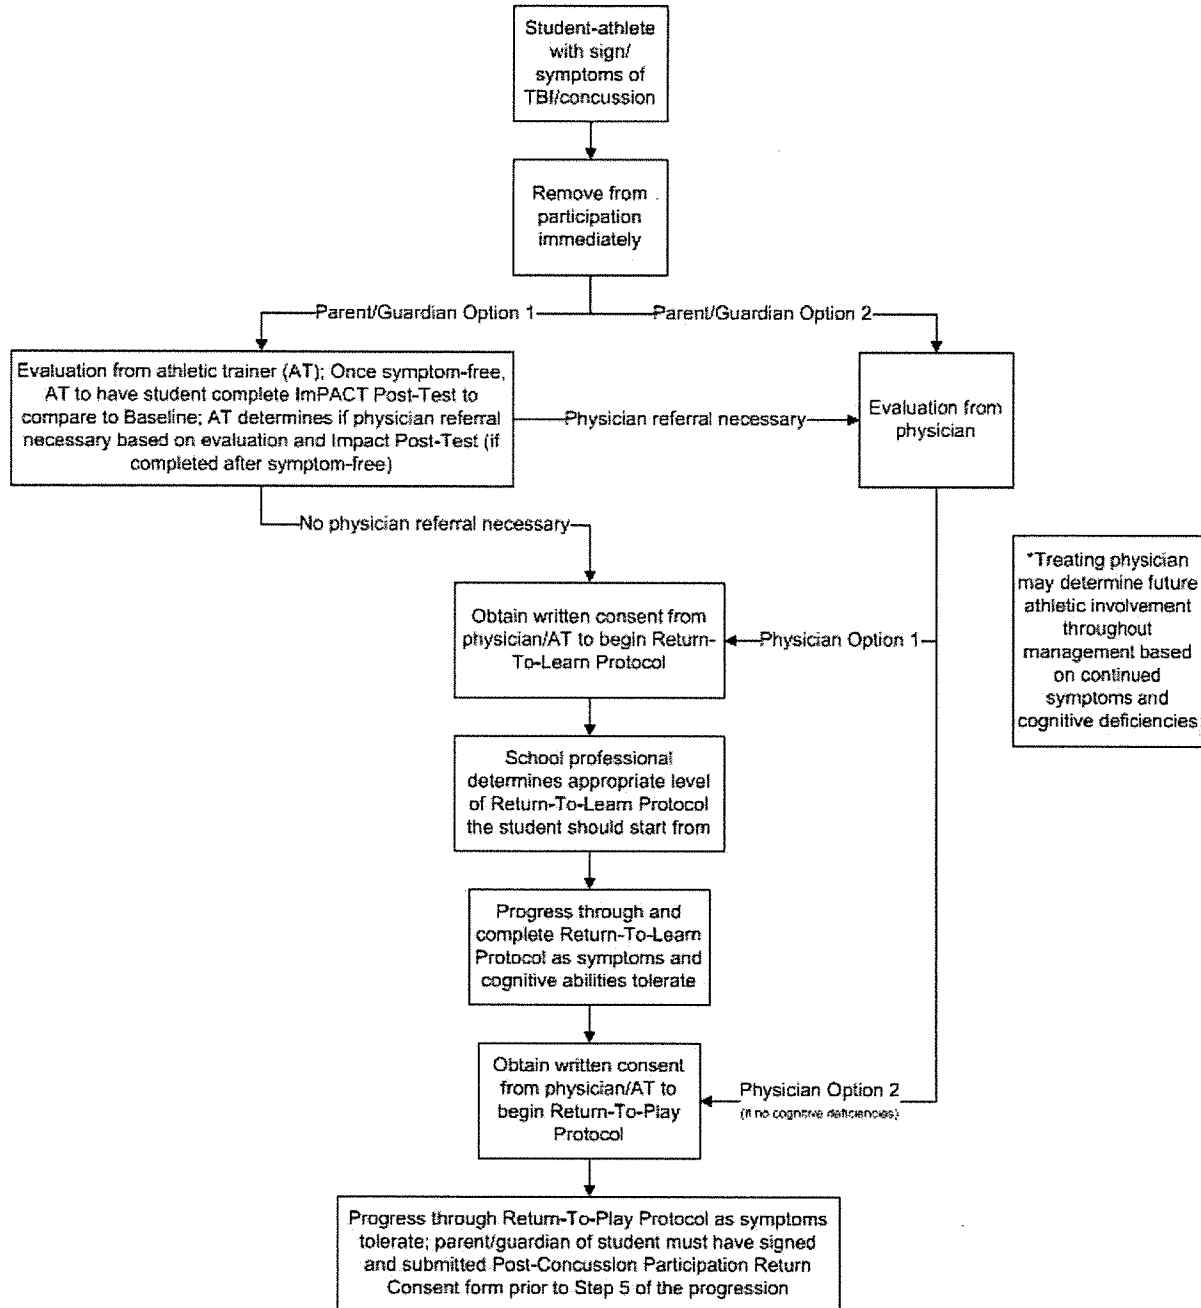 Student-athlete
with sign/
symptoms of
TBI/concussion
Remove from
participation
immediately
Parent/Guardian Option 1
Parent/Guardian Option 2
Evaluation from athletic trainer (AT); Once symptom-free,
AT to have student complete ImPACT Post-Test to
compare to Baseline; AT determines if physician referral
necessary based on evaluation and Impact Post-Test (if
completed after symptom-free)
Physician referral necessary
Evaluation from
physician
No physician referral necessary
*Treating physician
may determine future
athletic involvement
throughout
management based
on continued
symptoms and
cognitive deficiencies
Obtain written consent from
physician/AT to begin Return-
To-Learn Protocol
Physician Option 1
School professional
determines appropriate level
of Return-To-Learn Protocol
the student should start from
Progress through and
complete Return-To-Learn
Protocol as symptoms and
cognitive abilities tolerate
Obtain written consent
from physician/AT to
begin Return-To-Play
Protocol
Physician Option 2
(if no cognitive deficiencies)
Progress through Return-To-Play Protocol as symptoms
tolerate; parent/guardian of student must have signed
and submitted Post-Concussion Participation Return
Consent form prior to Step 5 of the progression